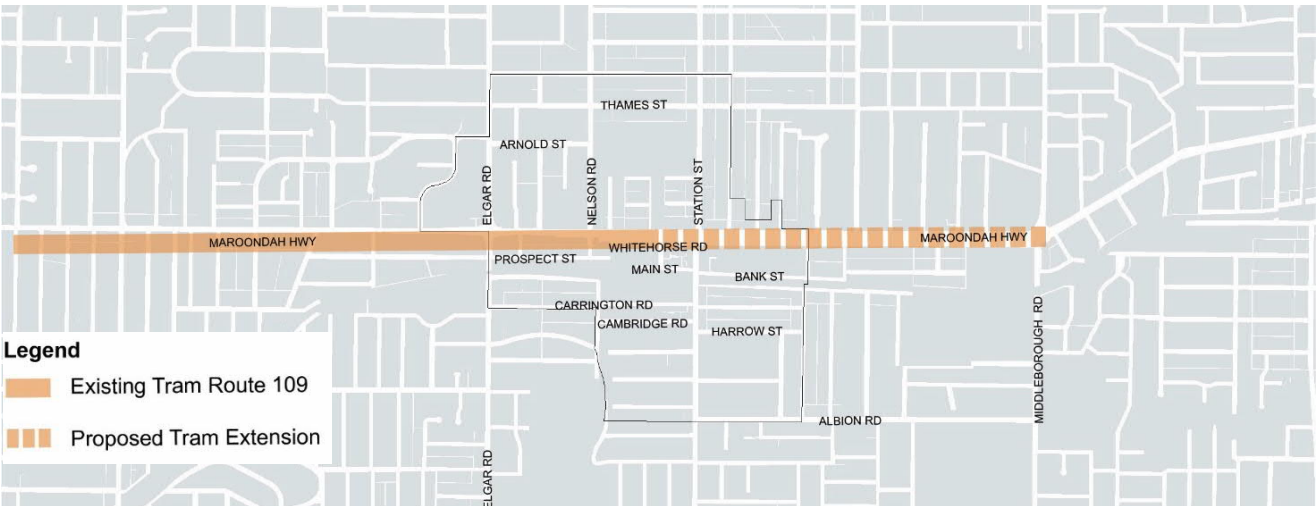 THAMES ST
ARNOLD ST
ELGAR RD
NELSON RD
STATION ST
MAROONDAH HWY
WHITEHORSE RD
MAROONDAH HWY
PROSPECT ST
MAIN ST
BANK ST
CARRINGTON RD
CAMBRIDGE RD
HARROW ST
MIDDLEBOROUGH RD
ALBION RD
ELGAR RD
Legend
Existing Tram Route 109
Proposed Tram Extension